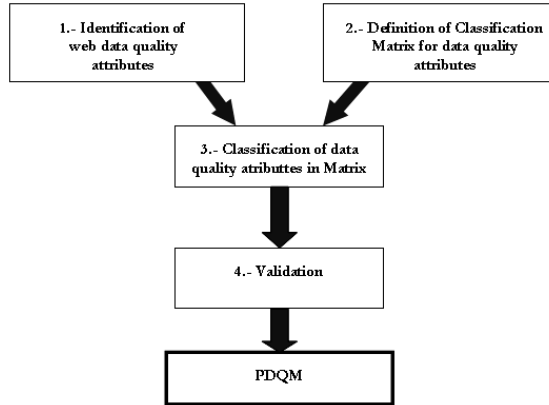 1.- Identification of
web data quality
attributes
2.- Definition of Classification
Matrix for data quality
attributes
3.- Classification of data
quality atributtes in Matrix
4.- Validation
PDQM